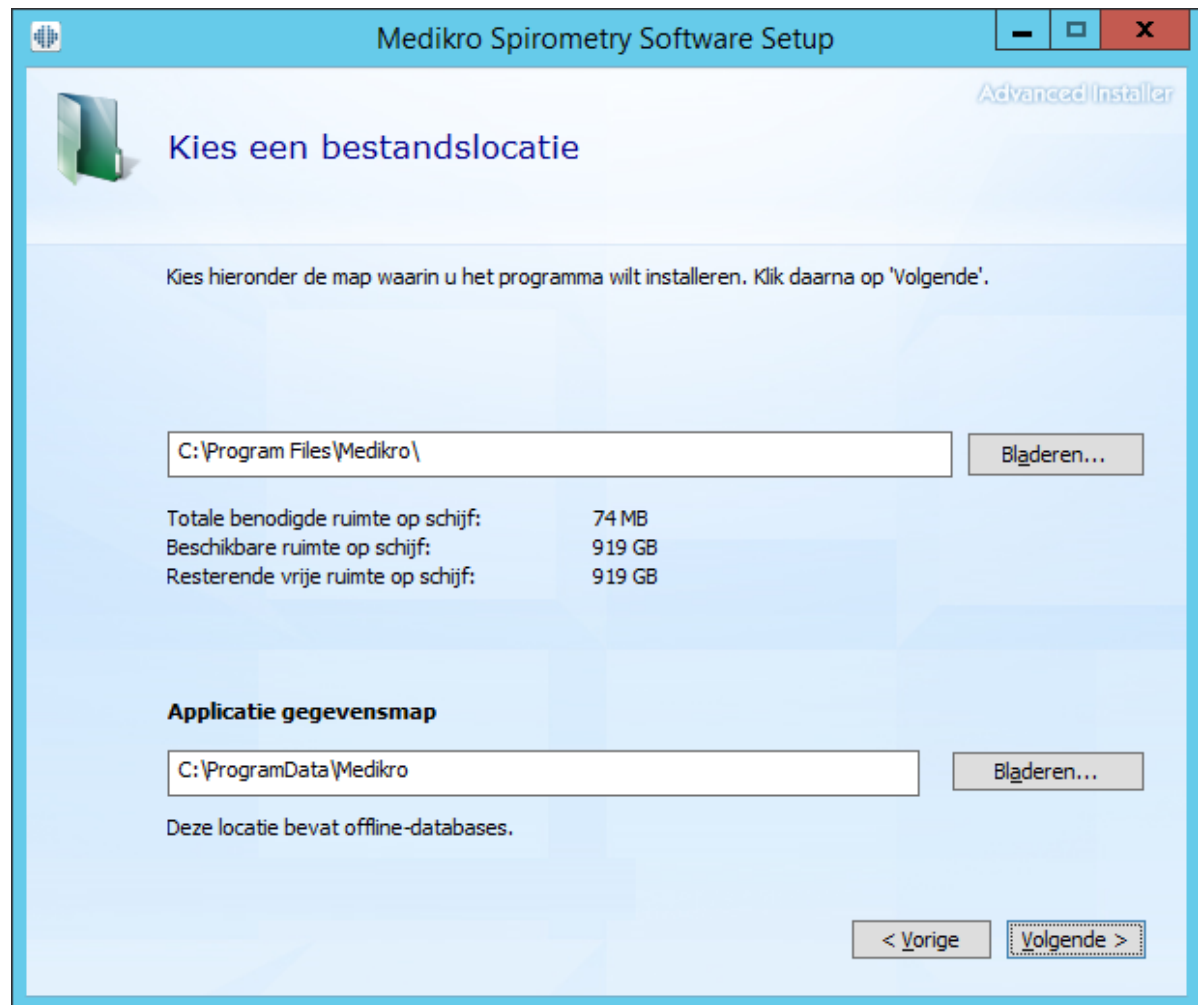 Medikro Spirometry Software Setup
Advanced Installer
Kies een bestandslocatie
Kies hieronder de map waarin u het programma wilt installeren. Klik daarna op 'Volgende'.
C:\Program Files\Medikro\
Bladeren...
Totale benodigde ruimte op schijf: 74 MB
Beschikbare ruimte op schijf: 919 GB
Resterende vrije ruimte op schijf: 919 GB
Applicatie gegevensmap
C:\ProgramData\Medikro
Bladeren...
Deze locatie bevat offline-databases.
< Vorige
Volgende >